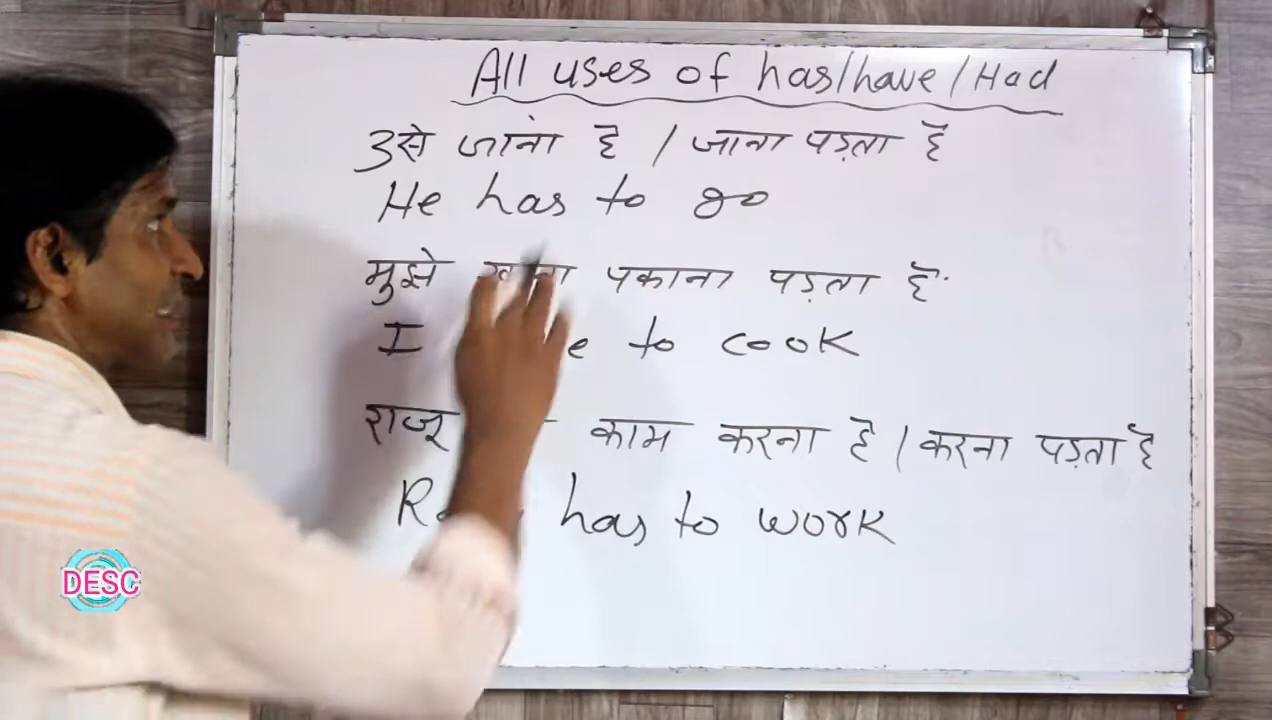 All uses of has/have/Had
उसे जाना है / जाना पड़ता है
He has to go
मुझे पकाना पड़ता है.
I to cook
राजू काम करना है / करना पड़ता है
has to work
DESC